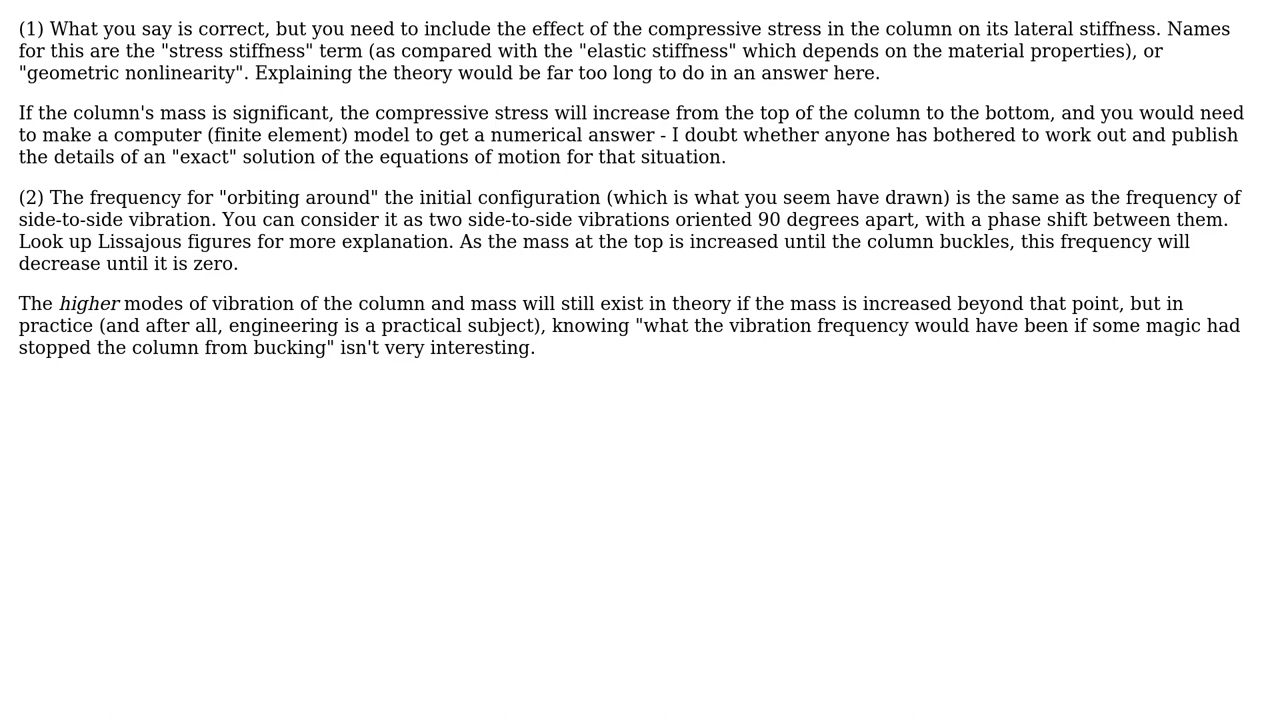 (1) What you say is correct, but you need to include the effect of the compressive stress in the column on its lateral stiffness. Names
for this are the "stress stiffness" term (as compared with the "elastic stiffness" which depends on the material properties), or
"geometric nonlinearity". Explaining the theory would be far too long to do in an answer here.
If the column's mass is significant, the compressive stress will increase from the top of the column to the bottom, and you would need
to make a computer (finite element) model to get a numerical answer - I doubt whether anyone has bothered to work out and publish
the details of an "exact" solution of the equations of motion for that situation.
(2) The frequency for "orbiting around" the initial configuration (which is what you seem have drawn) is the same as the frequency of
side-to-side vibration. You can consider it as two side-to-side vibrations oriented 90 degrees apart, with a phase shift between them.
Look up Lissajous figures for more explanation. As the mass at the top is increased until the column buckles, this frequency will
decrease until it is zero.
The higher modes of vibration of the column and mass will still exist in theory if the mass is increased beyond that point, but in
practice (and after all, engineering is a practical subject), knowing "what the vibration frequency would have been if some magic had
stopped the column from bucking" isn't very interesting.